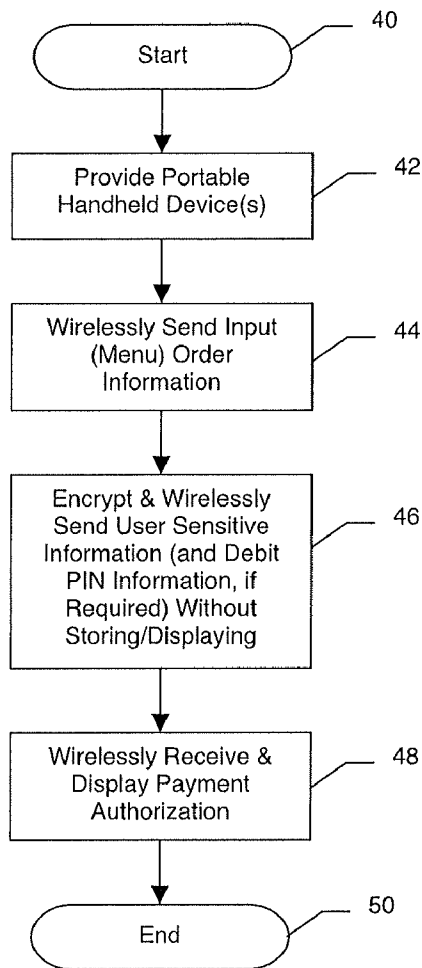 40
Start
42
Provide Portable
Handheld Device(s)
44
Wirelessly Send Input
(Menu) Order
Information
46
Encrypt & Wirelessly
Send User Sensitive
Information (and Debit
PIN Information, if
Required) Without
Storing/Displaying
48
Wirelessly Receive &
Display Payment
Authorization
50
End